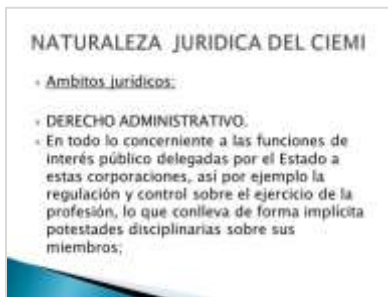 NATURALEZA JURIDICA DEL CIEMI
Ambitos jurídicos:
DERECHO ADMINISTRATIVO.
En todo lo concerniente a las funciones de
interés público delegadas por el Estado a
estas corporaciones, así por ejemplo la
regulación y control sobre el ejercicio de la
profesión, lo que conlleva de forma implícita
potestades disciplinarias sobre sus
miembros;